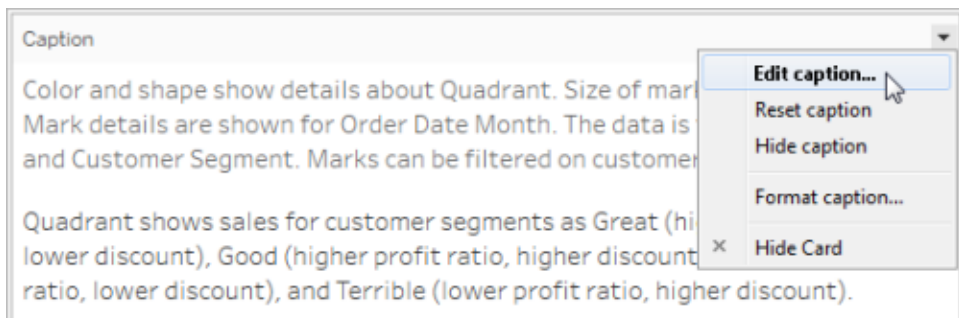 Caption
Edit caption...
Reset caption
Hide caption
Format caption...
Hide Card
Color and shape show details about Quadrant. Size of
Mark details are shown for Order Date Month. The data is
and Customer Segment. Marks can be filtered on customer
Quadrant shows sales for customer segments as Great
lower discount), Good (higher profit ratio, higher discount
ratio, lower discount), and Terrible (lower profit ratio, higher discount).